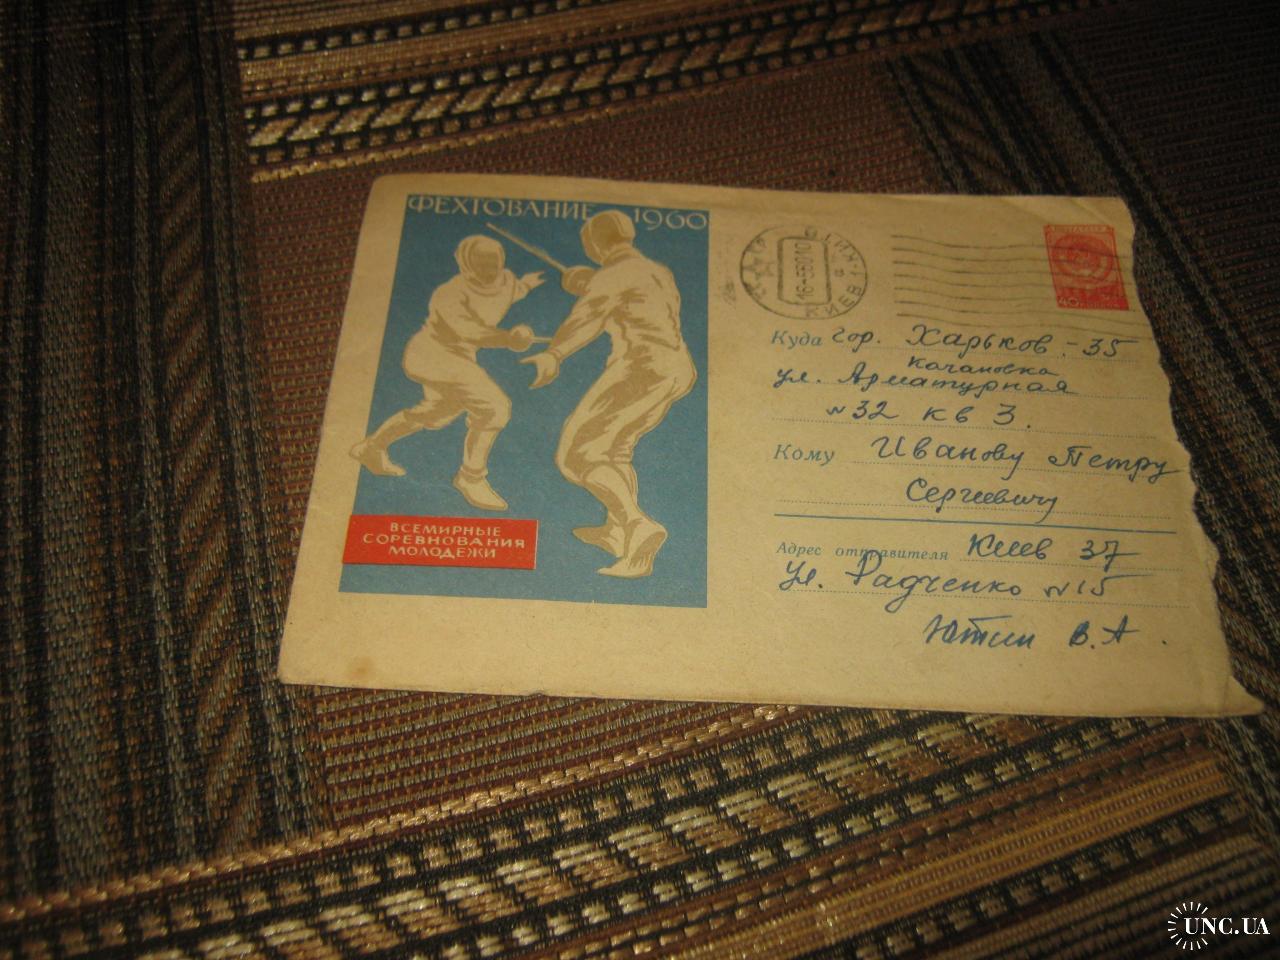 ФЕХТОВАНИЕ 1960
ВСЕМИРНЫЕ
СОРЕВНОВАНИЯ
МОЛОДЕЖИ
КИЕВ
Куда гор. Харьков - 35
Качановка
ул. Арматурная
№32 кв 3.
Кому Иванову Петру
Сергеевичу
Адрес отправителя Киев 37
Ул. Радченко №15
Ютин В. А.
UNC.UA